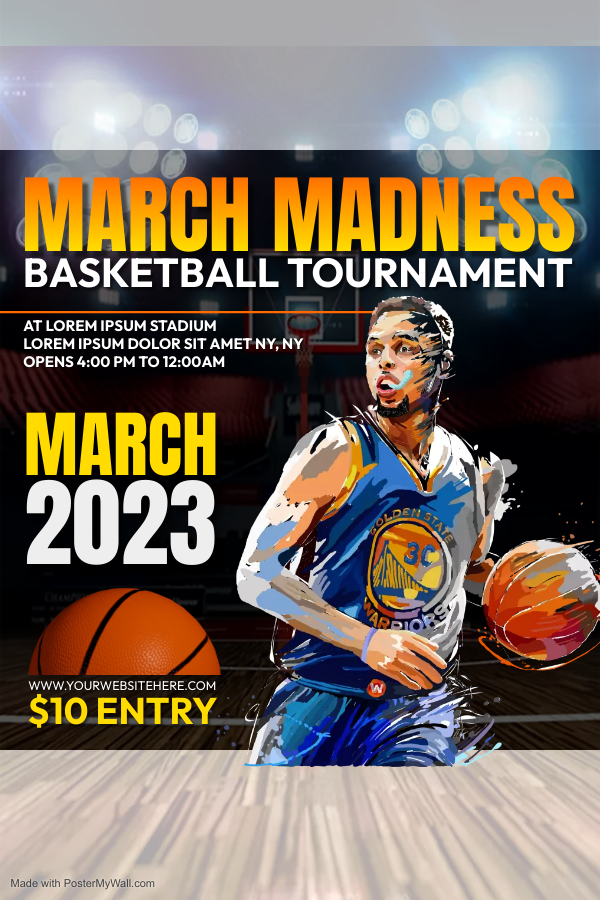 MARCH MADNESS
BASKETBALL TOURNAMENT
AT LOREM IPSUM STADIUM
LOREM IPSUM DOLOR SIT AMET NY, NY
OPENS 4:00 PM TO 12:00AM
MARCH
2023
GOLDEN STATE
30
WARRIORS
WWW.YOURWEBSITEHERE.COM
$10 ENTRY
Made with PosterMyWall.com